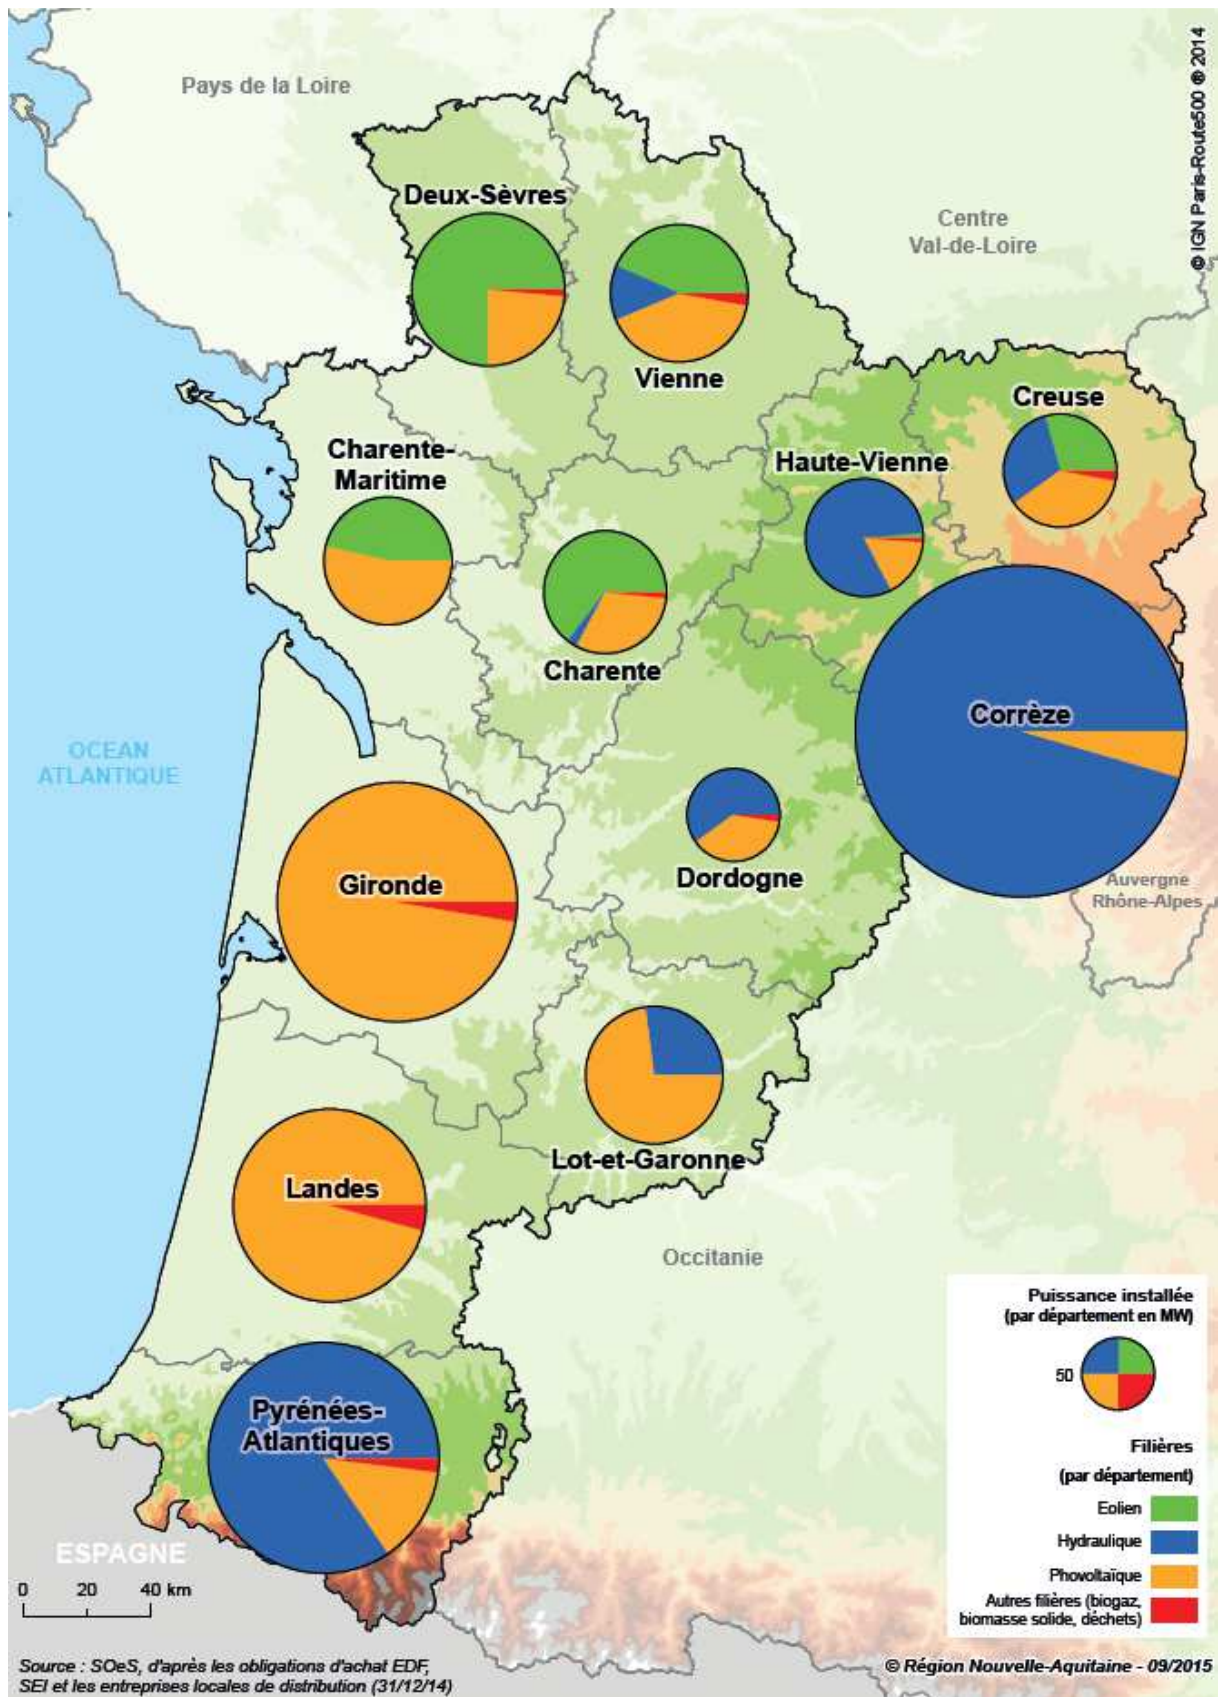 Pays de la Loire
© IGN Paris-Route500 ® 2014
Deux-Sèvres
Centre
Val-de-Loire
Vienne
Creuse
Charente-
Maritime
Haute-Vienne
Charente
Corrèze
OCEAN
ATLANTIQUE
Gironde
Dordogne
Auvergne
Rhône-Alpes
Lot-et-Garonne
Landes
Occitanie
Pyrénées-
Atlantiques
ESPAGNE
0 20 40 km
Puissance installée
(par département en MW)
50
Filières
(par département)
Eolien
Hydraulique
Phovoltaïque
Autres filières (biogaz,
biomasse solide, déchets)
Source : SOeS, d'après les obligations d'achat EDF,
SEI et les entreprises locales de distribution (31/12/14)
© Région Nouvelle-Aquitaine - 09/2015